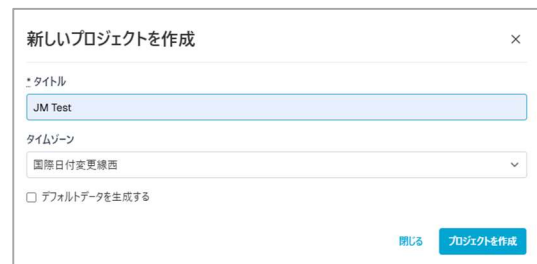 新しいプロジェクトを作成
* タイトル
JM Test
タイムゾーン
国際日付変更線西
デフォルトデータを生成する
閉じる プロジェクトを作成